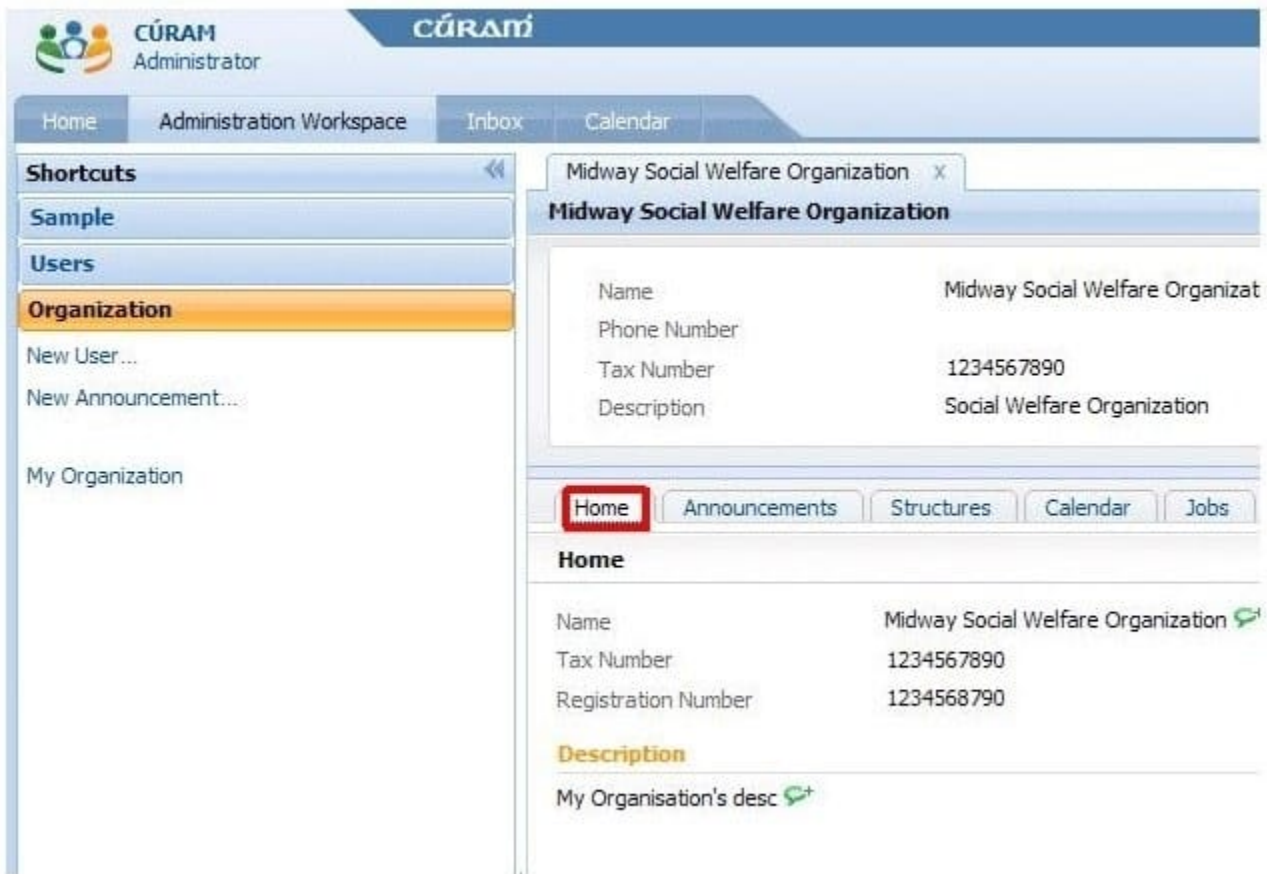 CÚRAM
Administrator
CÚRAM
Home Administration Workspace Inbox Calendar
Shortcuts
Sample
Users
Organization
New User...
New Announcement...
My Organization
Midway Social Welfare Organization x
Midway Social Welfare Organization
Name Midway Social Welfare Organizat
Phone Number
Tax Number 1234567890
Description Social Welfare Organization
Home Announcements Structures Calendar Jobs
Home
Name Midway Social Welfare Organization
Tax Number 1234567890
Registration Number 1234568790
Description
My Organisation's desc